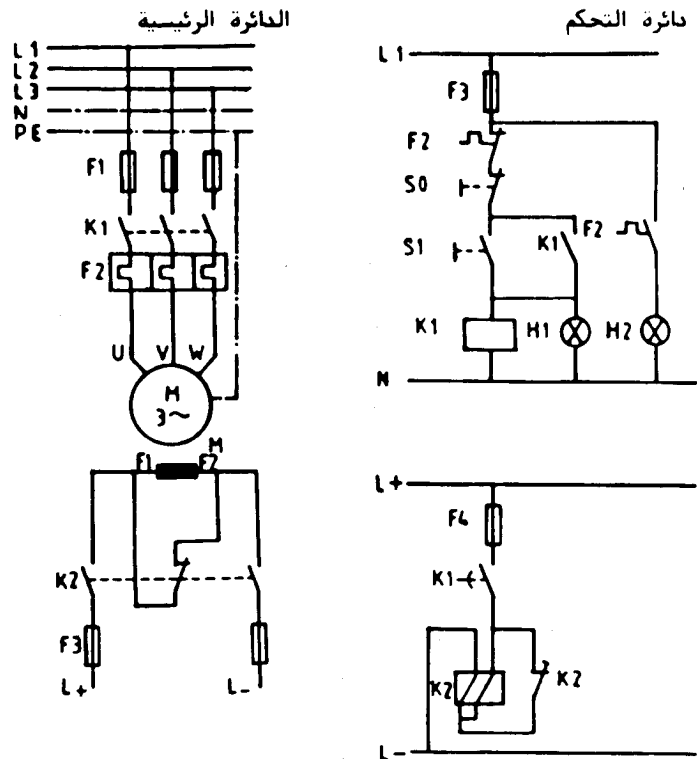 الدائرة الرئيسية
L1
L2
L3
N
PE
F1
K1
F2
U V W
M
3~
F1 F2 M
K2
F3
L+ L-
دائرة التحكم
L1
F3
F2
S0
S1 K1 F2
K1 H1 H2
N
L+
F4
K1
K2 K2
L-